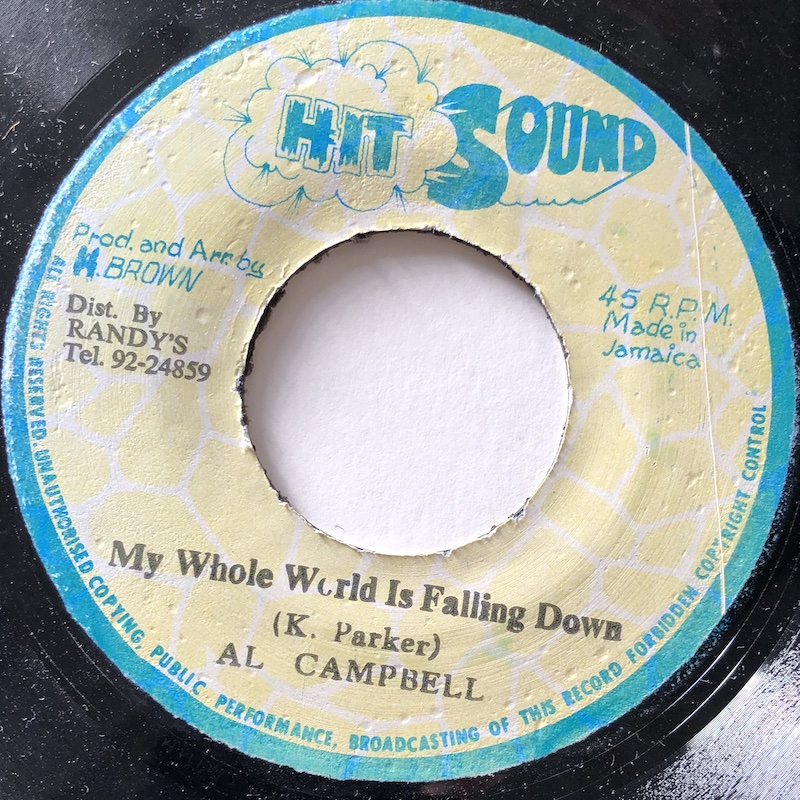 HIT SOUND
Prod. and Arr by
H. BROWN
Dist. By
RANDY'S
Tel. 92-24859
45 R.P.M.
Made in
Jamaica
My Whole World Is Falling Down
(K. Parker)
AL CAMPBELL
ALL RIGHTS RESERVED. UNAUTHORISED COPYING, PUBLIC PERFORMANCE, BROADCASTING OF THIS RECORD FORBIDDEN COPYRIGHT CONTROL